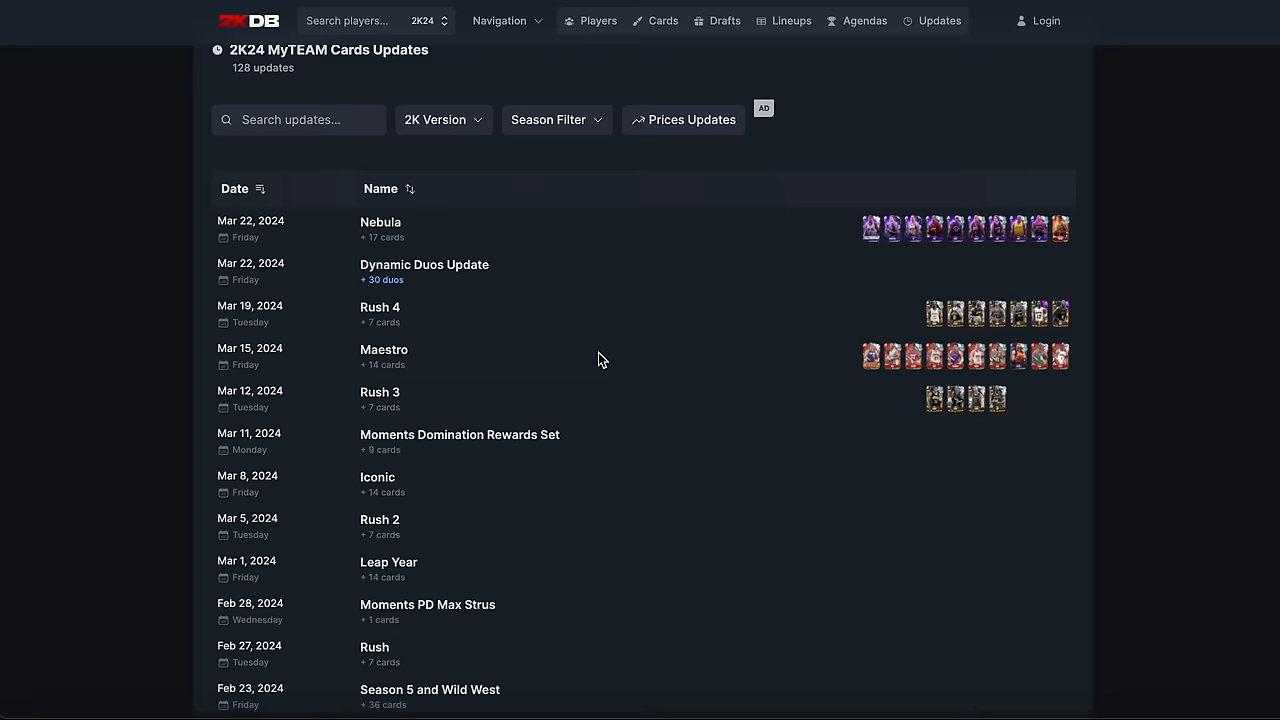 2KDB
Search players... 2K24
Navigation
Players
Cards
Drafts
Lineups
Agendas
Updates
Login
2K24 MyTEAM Cards Updates
128 updates
Search updates...
2K Version
Season Filter
Prices Updates
AD
Date
Name
Mar 22, 2024
Friday
Nebula
+ 17 cards
Mar 22, 2024
Friday
Dynamic Duos Update
+ 30 duos
Mar 19, 2024
Tuesday
Rush 4
+ 7 cards
Mar 15, 2024
Friday
Maestro
+ 14 cards
Mar 12, 2024
Tuesday
Rush 3
+ 7 cards
Mar 11, 2024
Monday
Moments Domination Rewards Set
+ 9 cards
Mar 8, 2024
Friday
Iconic
+ 14 cards
Mar 5, 2024
Tuesday
Rush 2
+ 7 cards
Mar 1, 2024
Friday
Leap Year
+ 14 cards
Feb 28, 2024
Wednesday
Moments PD Max Strus
+ 1 cards
Feb 27, 2024
Tuesday
Rush
+ 7 cards
Feb 23, 2024
Friday
Season 5 and Wild West
+ 36 cards